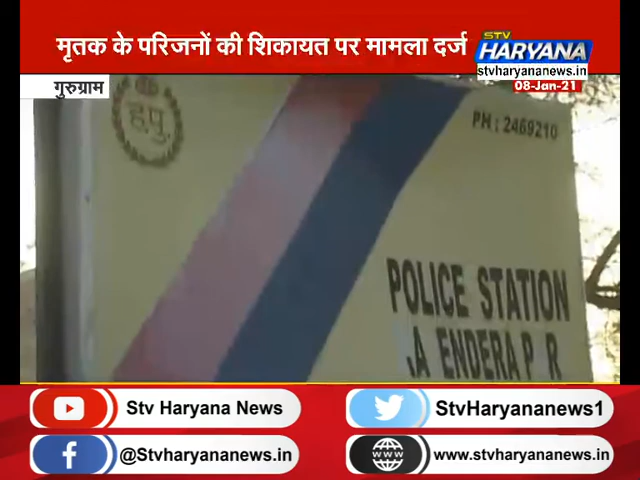 मृतक के परिजनों की शिकायत पर मामला दर्ज
STV
HARYANA
stvharyananews.in
गुरुग्राम
08-Jan-21
ह.पु.
PH : 2469210
POLICE STATION
Stv Haryana News
StvHaryananews1
@Stvharyananews.in
www.stvharyananews.in